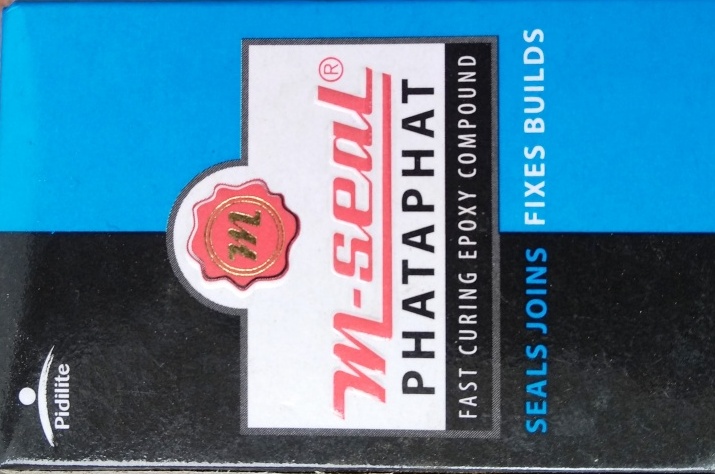 Pidilite
m
m-seal®
PHATAPHAT
FAST CURING EPOXY COMPOUND
SEALS JOINS FIXES BUILDS